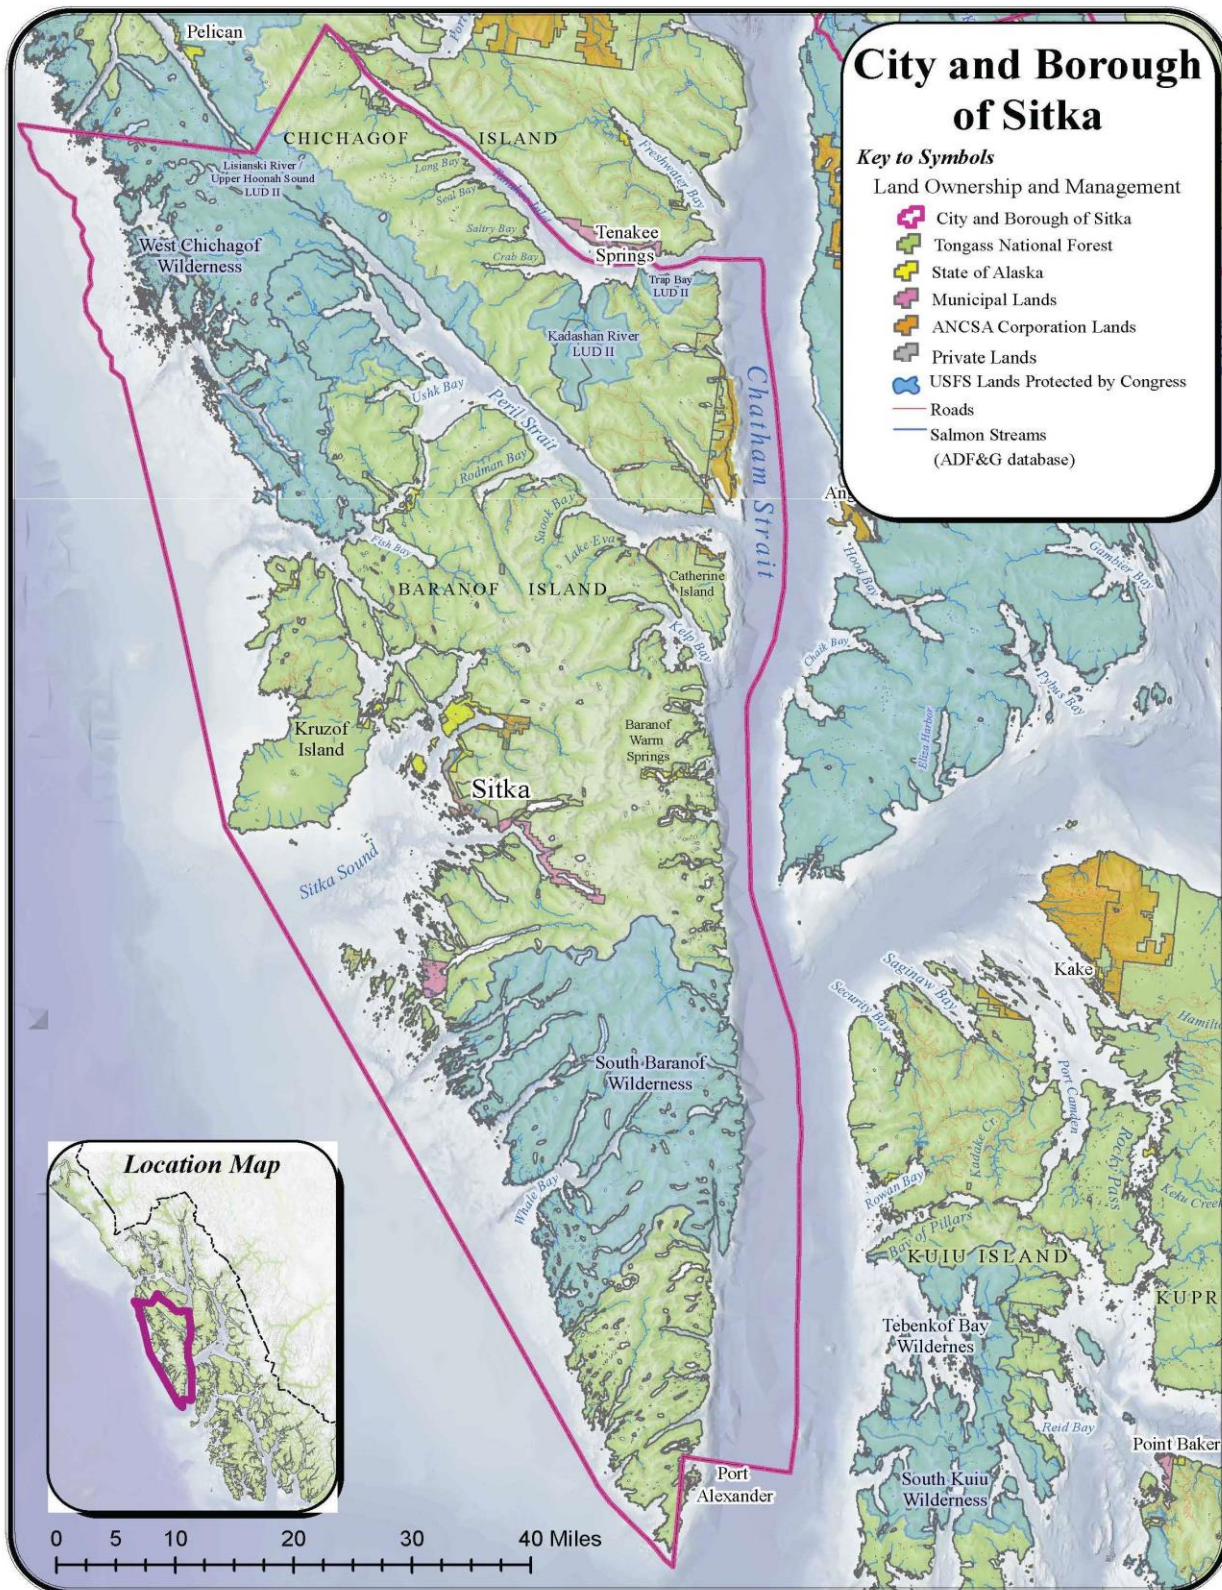 City and Borough
of Sitka
Key to Symbols
Land Ownership and Management
City and Borough of Sitka
Tongass National Forest
State of Alaska
Municipal Lands
ANCSA Corporation Lands
Private Lands
USFS Lands Protected by Congress
Roads
Salmon Streams
(ADF&G database)
Pelican
CHICHAGOF ISLAND
Lisianski River
Upper Hoonah Sound
LUD II
Long Bay
Seal Bay
Freshwater Bay
Saltry Bay
Crab Bay
Tenakee
Springs
West Chichagof
Wilderness
Trap Bay
LUD II
Kadashan River
LUD II
Ushk Bay
Peril Strait
Chatham Strait
Rodman Bay
Saook Bay
Lake Eva
Fish Bay
BARANOF ISLAND
Catherine
Island
Kelp Bay
Hood Bay
Gambier Bay
Chaik Bay
Pybus Bay
Eliza Harbor
Kruzof
Island
Baranof
Warm
Springs
Sitka
Sitka Sound
Kake
Saginaw Bay
Security Bay
South Baranof
Wilderness
Port Camden
Rocky Pass
Kadake Cr.
Rowan Bay
Keku Creek
Whale Bay
Bay of Pillars
KUIU ISLAND
KUPR
Tebenkof Bay
Wildernes
Reid Bay
Point Baker
South Kuiu
Wilderness
Port
Alexander
Location Map
0 5 10 20 30 40 Miles